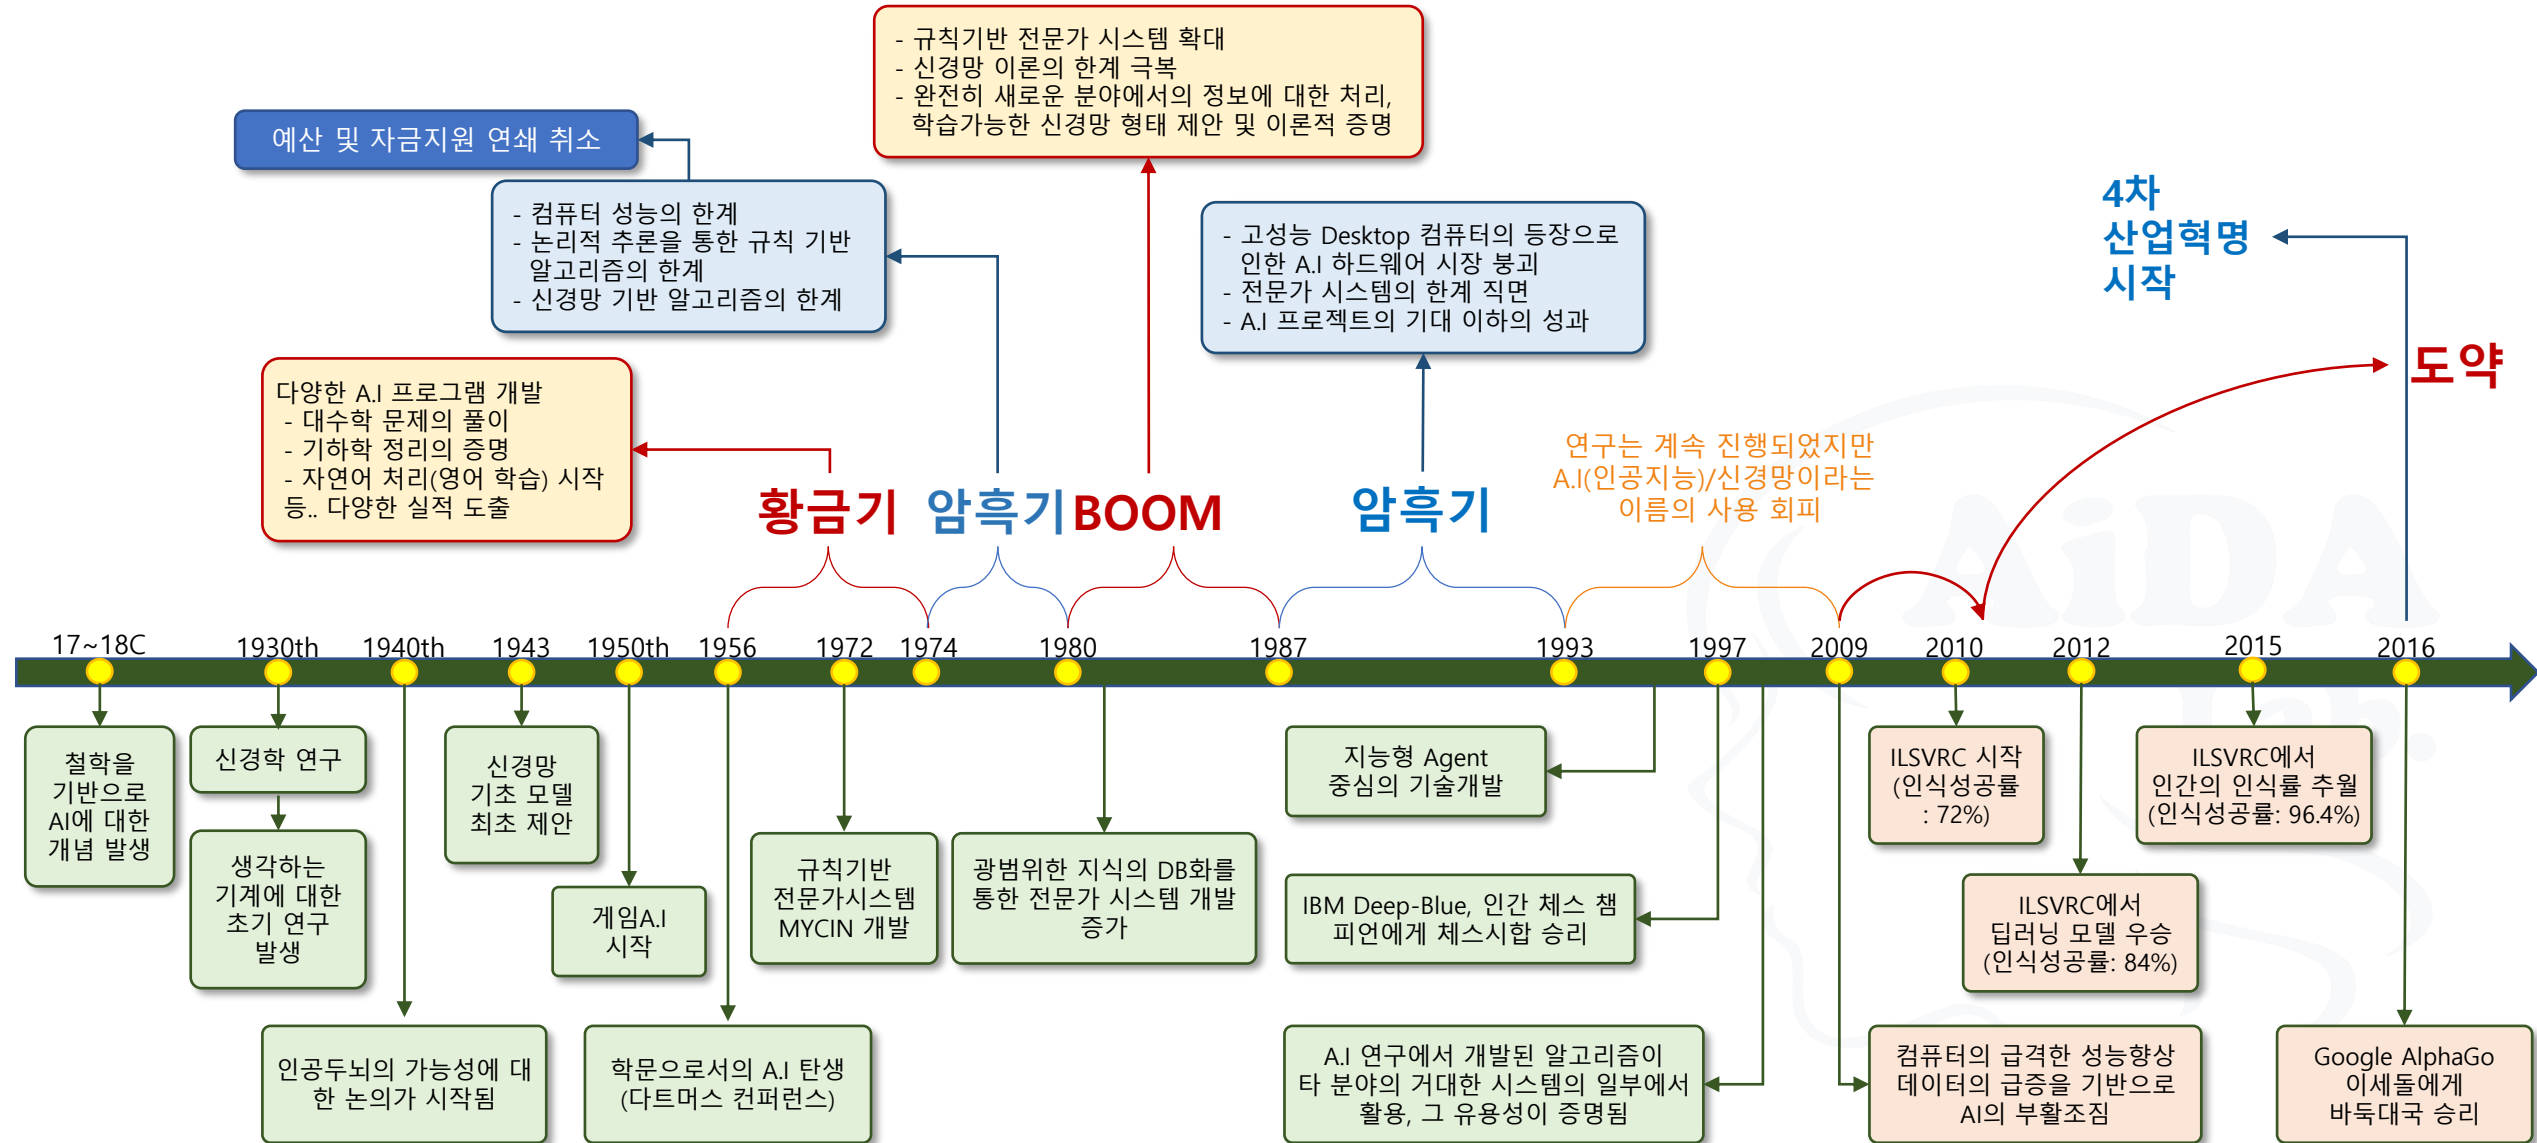 - 규칙기반 전문가 시스템 확대
- 신경망 이론의 한계 극복
- 완전히 새로운 분야에서의 정보에 대한 처리,
학습가능한 신경망 형태 제안 및 이론적 증명
예산 및 자금지원 연쇄 취소
- 컴퓨터 성능의 한계
- 논리적 추론을 통한 규칙 기반
알고리즘의 한계
- 신경망 기반 알고리즘의 한계
- 고성능 Desktop 컴퓨터의 등장으로
인한 A.I 하드웨어 시장 붕괴
- 전문가 시스템의 한계 직면
- A.I 프로젝트의 기대 이하의 성과
4차
산업혁명
시작
도약
다양한 A.I 프로그램 개발
- 대수학 문제의 풀이
- 기하학 정리의 증명
- 자연어 처리(영어 학습) 시작
등.. 다양한 실적 도출
황금기
암흑기
BOOM
암흑기
연구는 계속 진행되었지만
A.I(인공지능)/신경망이라는
이름의 사용 회피
AiDA
Lab.
17~18C
1930th
1940th
1943
1950th
1956
1972
1974
1980
1987
1993
1997
2009
2010
2012
2015
2016
철학을
기반으로
AI에 대한
개념 발생
신경학 연구
생각하는
기계에 대한
초기 연구
발생
인공두뇌의 가능성에 대
한 논의가 시작됨
신경망
기초 모델
최초 제안
게임A.I
시작
학문으로서의 A.I 탄생
(다트머스 컨퍼런스)
규칙기반
전문가시스템
MYCIN 개발
광범위한 지식의 DB화를
통한 전문가 시스템 개발
증가
지능형 Agent
중심의 기술개발
IBM Deep-Blue, 인간 체스 챔
피언에게 체스시합 승리
A.I 연구에서 개발된 알고리즘이
타 분야의 거대한 시스템의 일부에서
활용, 그 유용성이 증명됨
컴퓨터의 급격한 성능향상
데이터의 급증을 기반으로
AI의 부활조짐
ILSVRC 시작
(인식성공률
: 72%)
ILSVRC에서
딥러닝 모델 우승
(인식성공률: 84%)
ILSVRC에서
인간의 인식률 추월
(인식성공률: 96.4%)
Google AlphaGo
이세돌에게
바둑대국 승리